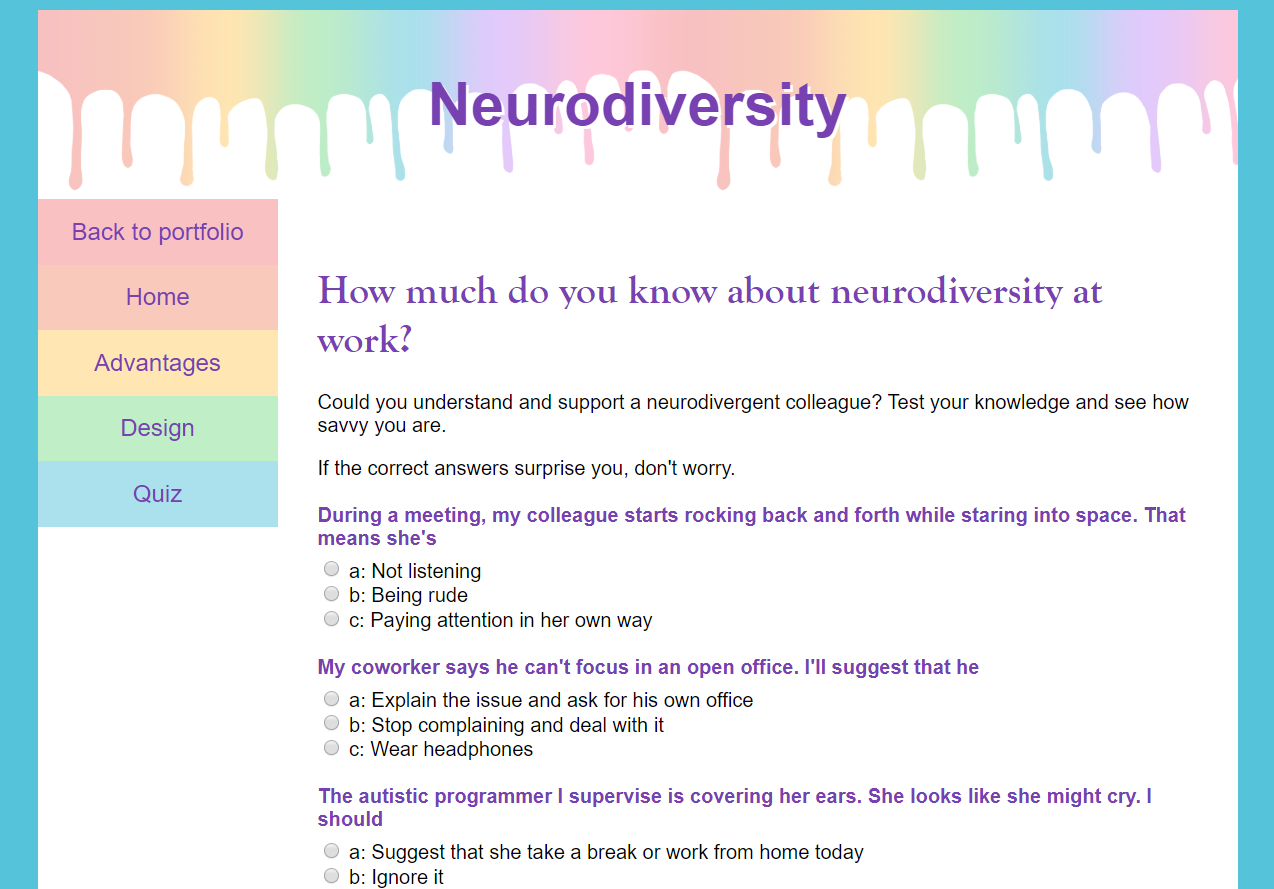 Neurodiversity
Back to portfolio
Home
Advantages
Design
Quiz
How much do you know about neurodiversity at
work?
Could you understand and support a neurodivergent colleague? Test your knowledge and see how
savvy you are.
If the correct answers surprise you, don't worry.
During a meeting, my colleague starts rocking back and forth while staring into space. That
means she's
a: Not listening
b: Being rude
c: Paying attention in her own way
My coworker says he can't focus in an open office. I'll suggest that he
a: Explain the issue and ask for his own office
b: Stop complaining and deal with it
c: Wear headphones
The autistic programmer I supervise is covering her ears. She looks like she might cry. I
should
a: Suggest that she take a break or work from home today
b: Ignore it